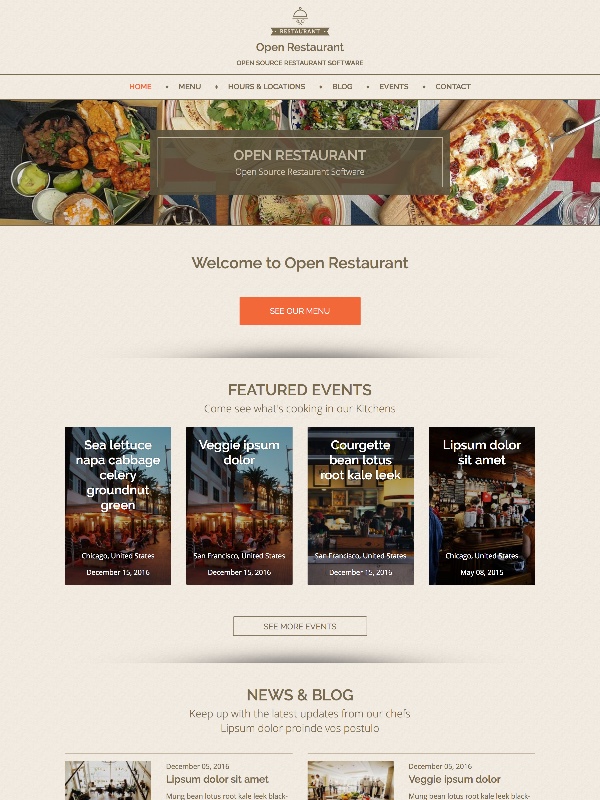 RESTAURANT
Open Restaurant
OPEN SOURCE RESTAURANT SOFTWARE
HOME • MENU • HOURS & LOCATIONS • BLOG • EVENTS • CONTACT
OPEN RESTAURANT
Open Source Restaurant Software
Welcome to Open Restaurant
SEE OUR MENU
FEATURED EVENTS
Come see what's cooking in our Kitchens
Sea lettuce
napa cabbage
celery
groundnut
green
Chicago, United States
December 15, 2016
Veggie ipsum
dolor
San Francisco, United States
December 15, 2016
Courgette
bean lotus
root kale leek
San Francisco, United States
December 15, 2016
Lipsum dolor
sit amet
Chicago, United States
May 08, 2015
SEE MORE EVENTS
NEWS & BLOG
Keep up with the latest updates from our chefs
Lipsum dolor proinde vos postulo
December 05, 2016
Lipsum dolor sit amet
Mung bean lotus root kale leek black-
December 05, 2016
Veggie ipsum dolor
Mung bean lotus root kale leek black-